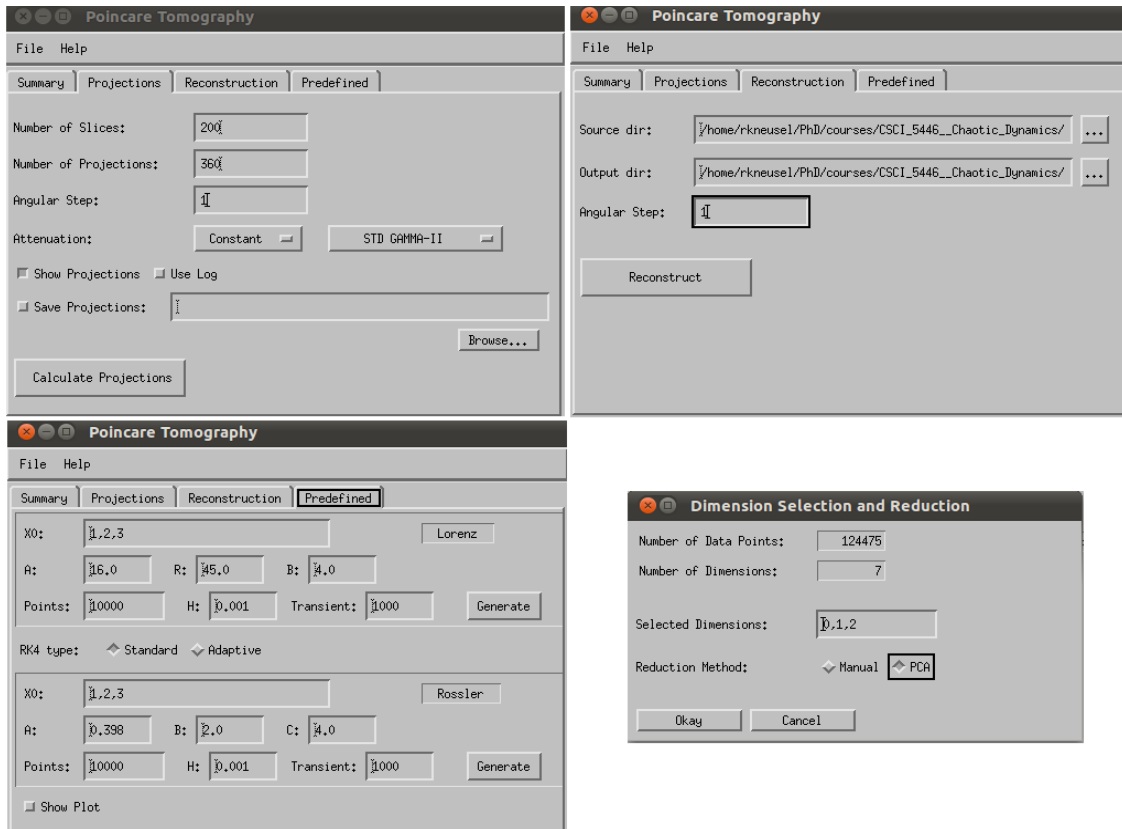 Poincare Tomography
File Help
Summary Projections Reconstruction Predefined
Number of Slices: 200
Number of Projections: 360
Angular Step: 1
Attenuation: Constant STD GAMMA-II
Show Projections Use Log
Save Projections:
Browse...
Calculate Projections
Poincare Tomography
File Help
Summary Projections Reconstruction Predefined
Source dir: /home/rkneusel/PhD/courses/CSCI_5446__Chaotic_Dynamics/ ...
Output dir: /home/rkneusel/PhD/courses/CSCI_5446__Chaotic_Dynamics/ ...
Angular Step: 1
Reconstruct
Poincare Tomography
File Help
Summary Projections Reconstruction Predefined
X0: 1,2,3 Lorenz
A: 16.0 R: 45.0 B: 4.0
Points: 10000 H: 0.001 Transient: 1000 Generate
RK4 type: Standard Adaptive
X0: 1,2,3 Rossler
A: 0.398 B: 2.0 C: 4.0
Points: 10000 H: 0.001 Transient: 1000 Generate
Show Plot
Dimension Selection and Reduction
Number of Data Points: 124475
Number of Dimensions: 7
Selected Dimensions: 0,1,2
Reduction Method: Manual PCA
Okay Cancel